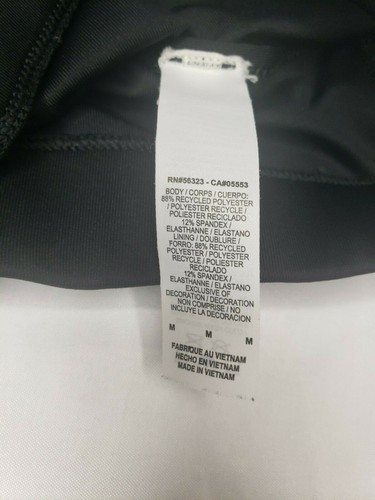 RN#56323 - CA#05553
BODY / CORPS / CUERPO:
88% RECYCLED POLYESTER
/ POLYESTER RECYCLE /
POLIESTER RECICLADO
12% SPANDEX /
ELASTHANNE / ELASTANO
LINING / DOUBLURE /
FORRO: 88% RECYCLED
POLYESTER / POLYESTER
RECYCLE / POLIESTER
RECICLADO
12% SPANDEX /
ELASTHANNE / ELASTANO
EXCLUSIVE OF
DECORATION / DECORATION
NON COMPRISE / NO
INCLUYE LA DECORACION
M M M
FABRIQUE AU VIETNAM
HECHO EN VIETNAM
MADE IN VIETNAM